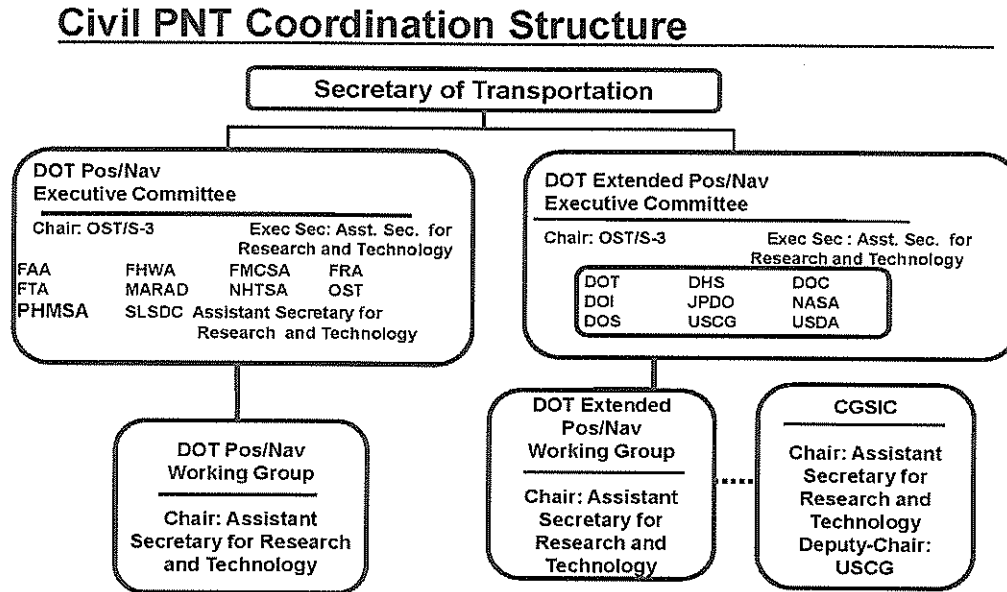 Civil PNT Coordination Structure
Secretary of Transportation
DOT Pos/Nav
Executive Committee
Chair: OST/S-3 Exec Sec: Asst. Sec. for
Research and Technology
FAA FHWA FMCSA FRA
FTA MARAD NHTSA OST
PHMSA SLSDC Assistant Secretary for
Research and Technology
DOT Extended Pos/Nav
Executive Committee
Chair: OST/S-3 Exec Sec : Asst. Sec. for
Research and Technology
DOT DHS DOC
DOI JPDO NASA
DOS USCG USDA
DOT Pos/Nav
Working Group
Chair: Assistant
Secretary for Research
and Technology
DOT Extended
Pos/Nav
Working Group
Chair: Assistant
Secretary for
Research and
Technology
CGSIC
Chair: Assistant
Secretary for
Research and
Technology
Deputy-Chair:
USCG